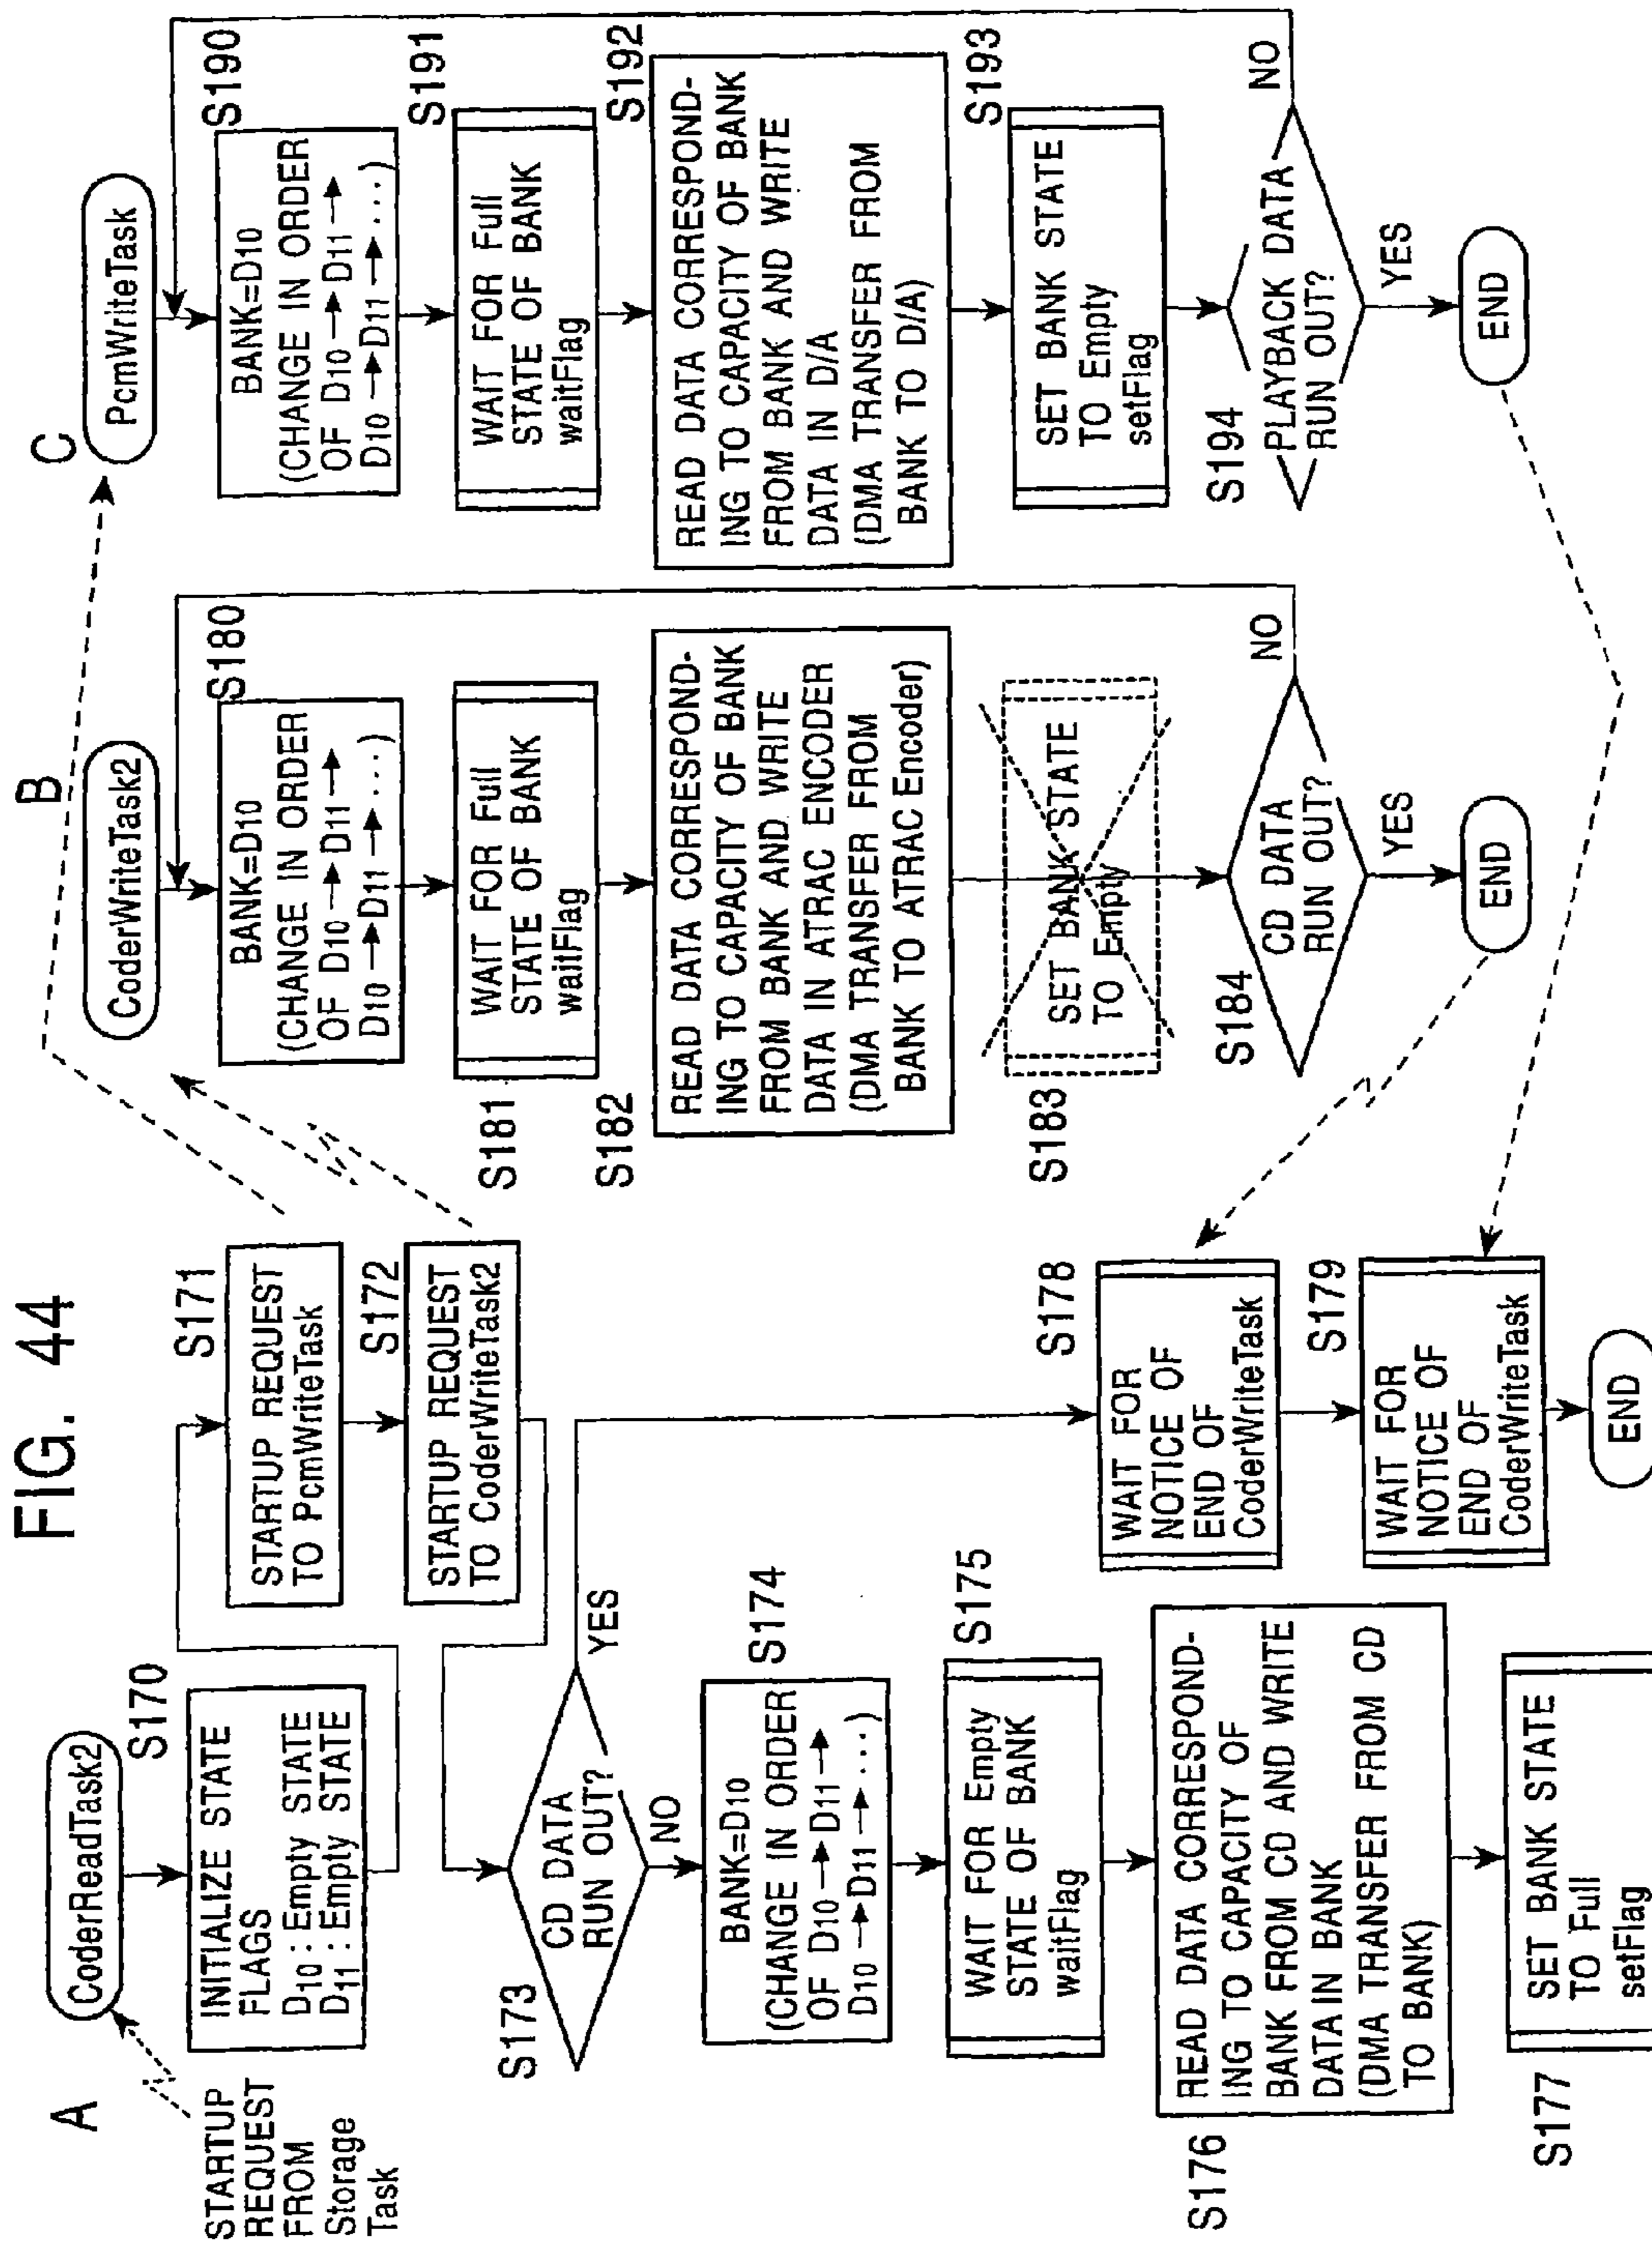 FIG. 44
A
STARTUP
REQUEST
FROM
Storage
Task
CoderReadTask2
S170
INITIALIZE STATE
FLAGS
D10 : Empty STATE
D11 : Empty STATE
S171
STARTUP REQUEST
TO PcmWriteTask
S172
STARTUP REQUEST
TO CoderWriteTask2
S173
CD DATA
RUN OUT?
YES
NO
S174
BANK=D10
(CHANGE IN ORDER
OF D10→D11→
D10→D11→...)
S175
WAIT FOR Empty
STATE OF BANK
waitFlag
S176
READ DATA CORRESPOND-
ING TO CAPACITY OF
BANK FROM CD AND WRITE
DATA IN BANK
(DMA TRANSFER FROM CD
TO BANK)
S177
SET BANK STATE
TO Full
setFlag
S178
WAIT FOR
NOTICE OF
END OF
CoderWriteTask
S179
WAIT FOR
NOTICE OF
END OF
CoderWriteTask
END
B
CoderWriteTask2
S180
BANK=D10
(CHANGE IN ORDER
OF D10→D11→
D10→D11→...)
S181
WAIT FOR Full
STATE OF BANK
waitFlag
S182
READ DATA CORRESPOND-
ING TO CAPACITY OF BANK
FROM BANK AND WRITE
DATA IN ATRAC ENCODER
(DMA TRANSFER FROM
BANK TO ATRAC Encoder)
S183
SET BANK STATE
TO Empty
S184
CD DATA
RUN OUT?
NO
YES
END
C
PcmWriteTask
S190
BANK=D10
(CHANGE IN ORDER
OF D10→D11→
D10→D11→...)
S191
WAIT FOR Full
STATE OF BANK
waitFlag
S192
READ DATA CORRESPOND-
ING TO CAPACITY OF BANK
FROM BANK AND WRITE
DATA IN D/A
(DMA TRANSFER FROM
BANK TO D/A)
S193
SET BANK STATE
TO Empty
setFlag
S194
PLAYBACK DATA
RUN OUT?
NO
YES
END